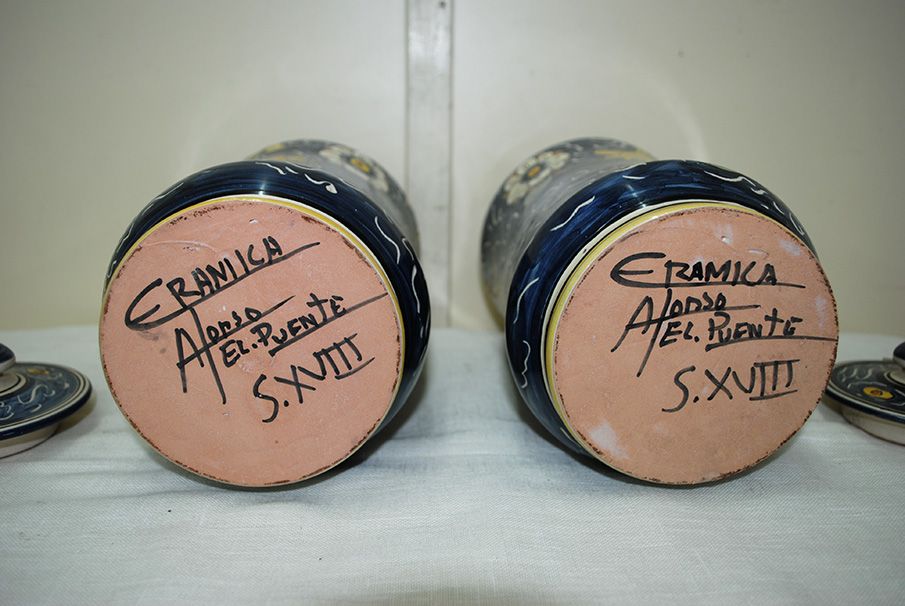 ERAMICA
Alonso
EL. PUENTE
S.XVIII
ERAMICA
Alonso
EL. PUENTE
S.XVIII